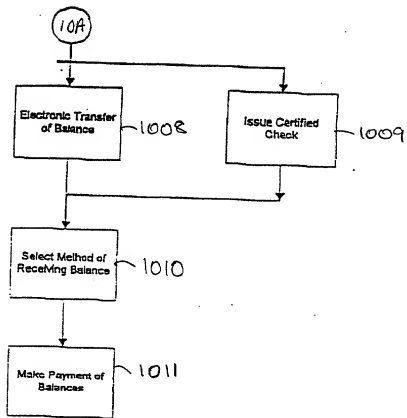 10A
Electronic Transfer
of Balance
1008
Issue Certified
Check
1009
Select Method of
Receiving Balance
1010
Make Payment of
Balances
1011